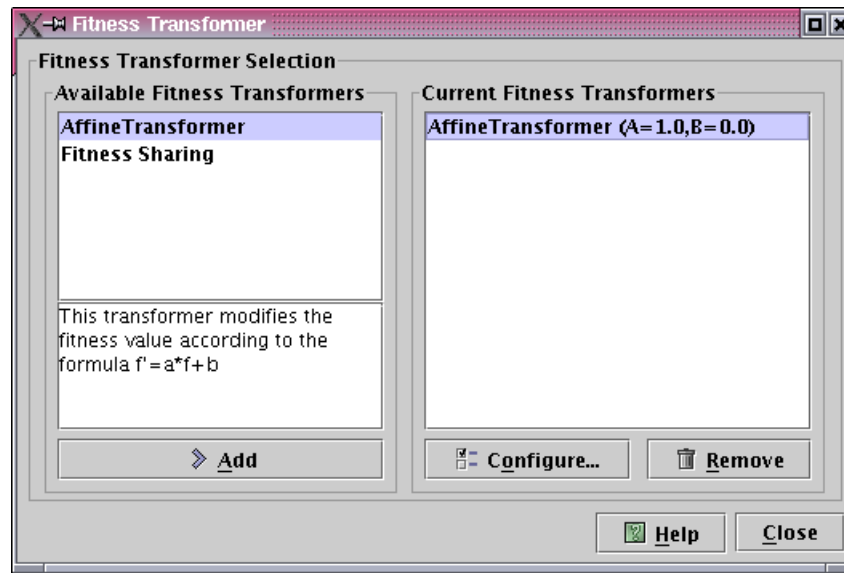 Fitness Transformer
Fitness Transformer Selection
Available Fitness Transformers
AffineTransformer
Fitness Sharing
This transformer modifies the
fitness value according to the
formula f'=a*f+b
Add
Current Fitness Transformers
AffineTransformer (A=1.0,B=0.0)
Configure...
Remove
Help
Close